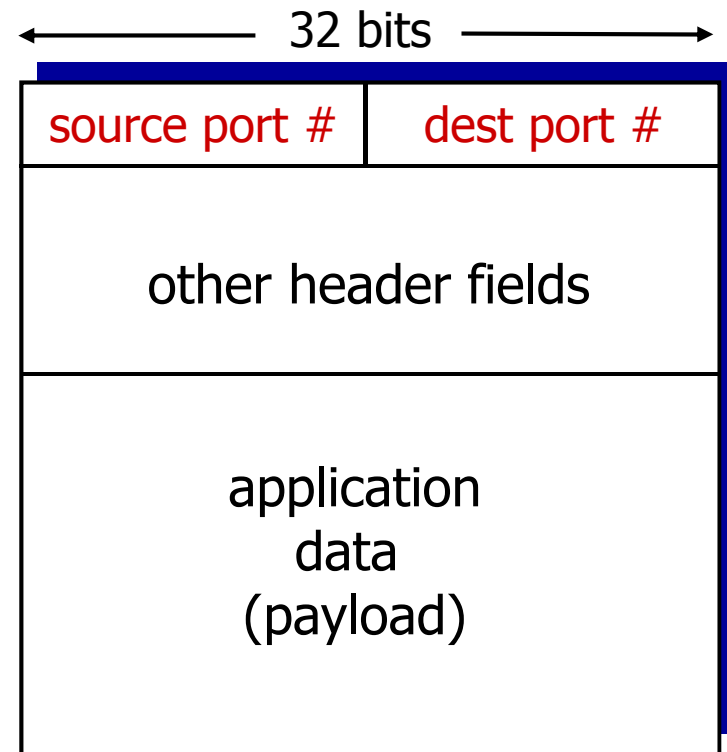 32 bits
source port #
dest port #
other header fields
application
data
(payload)